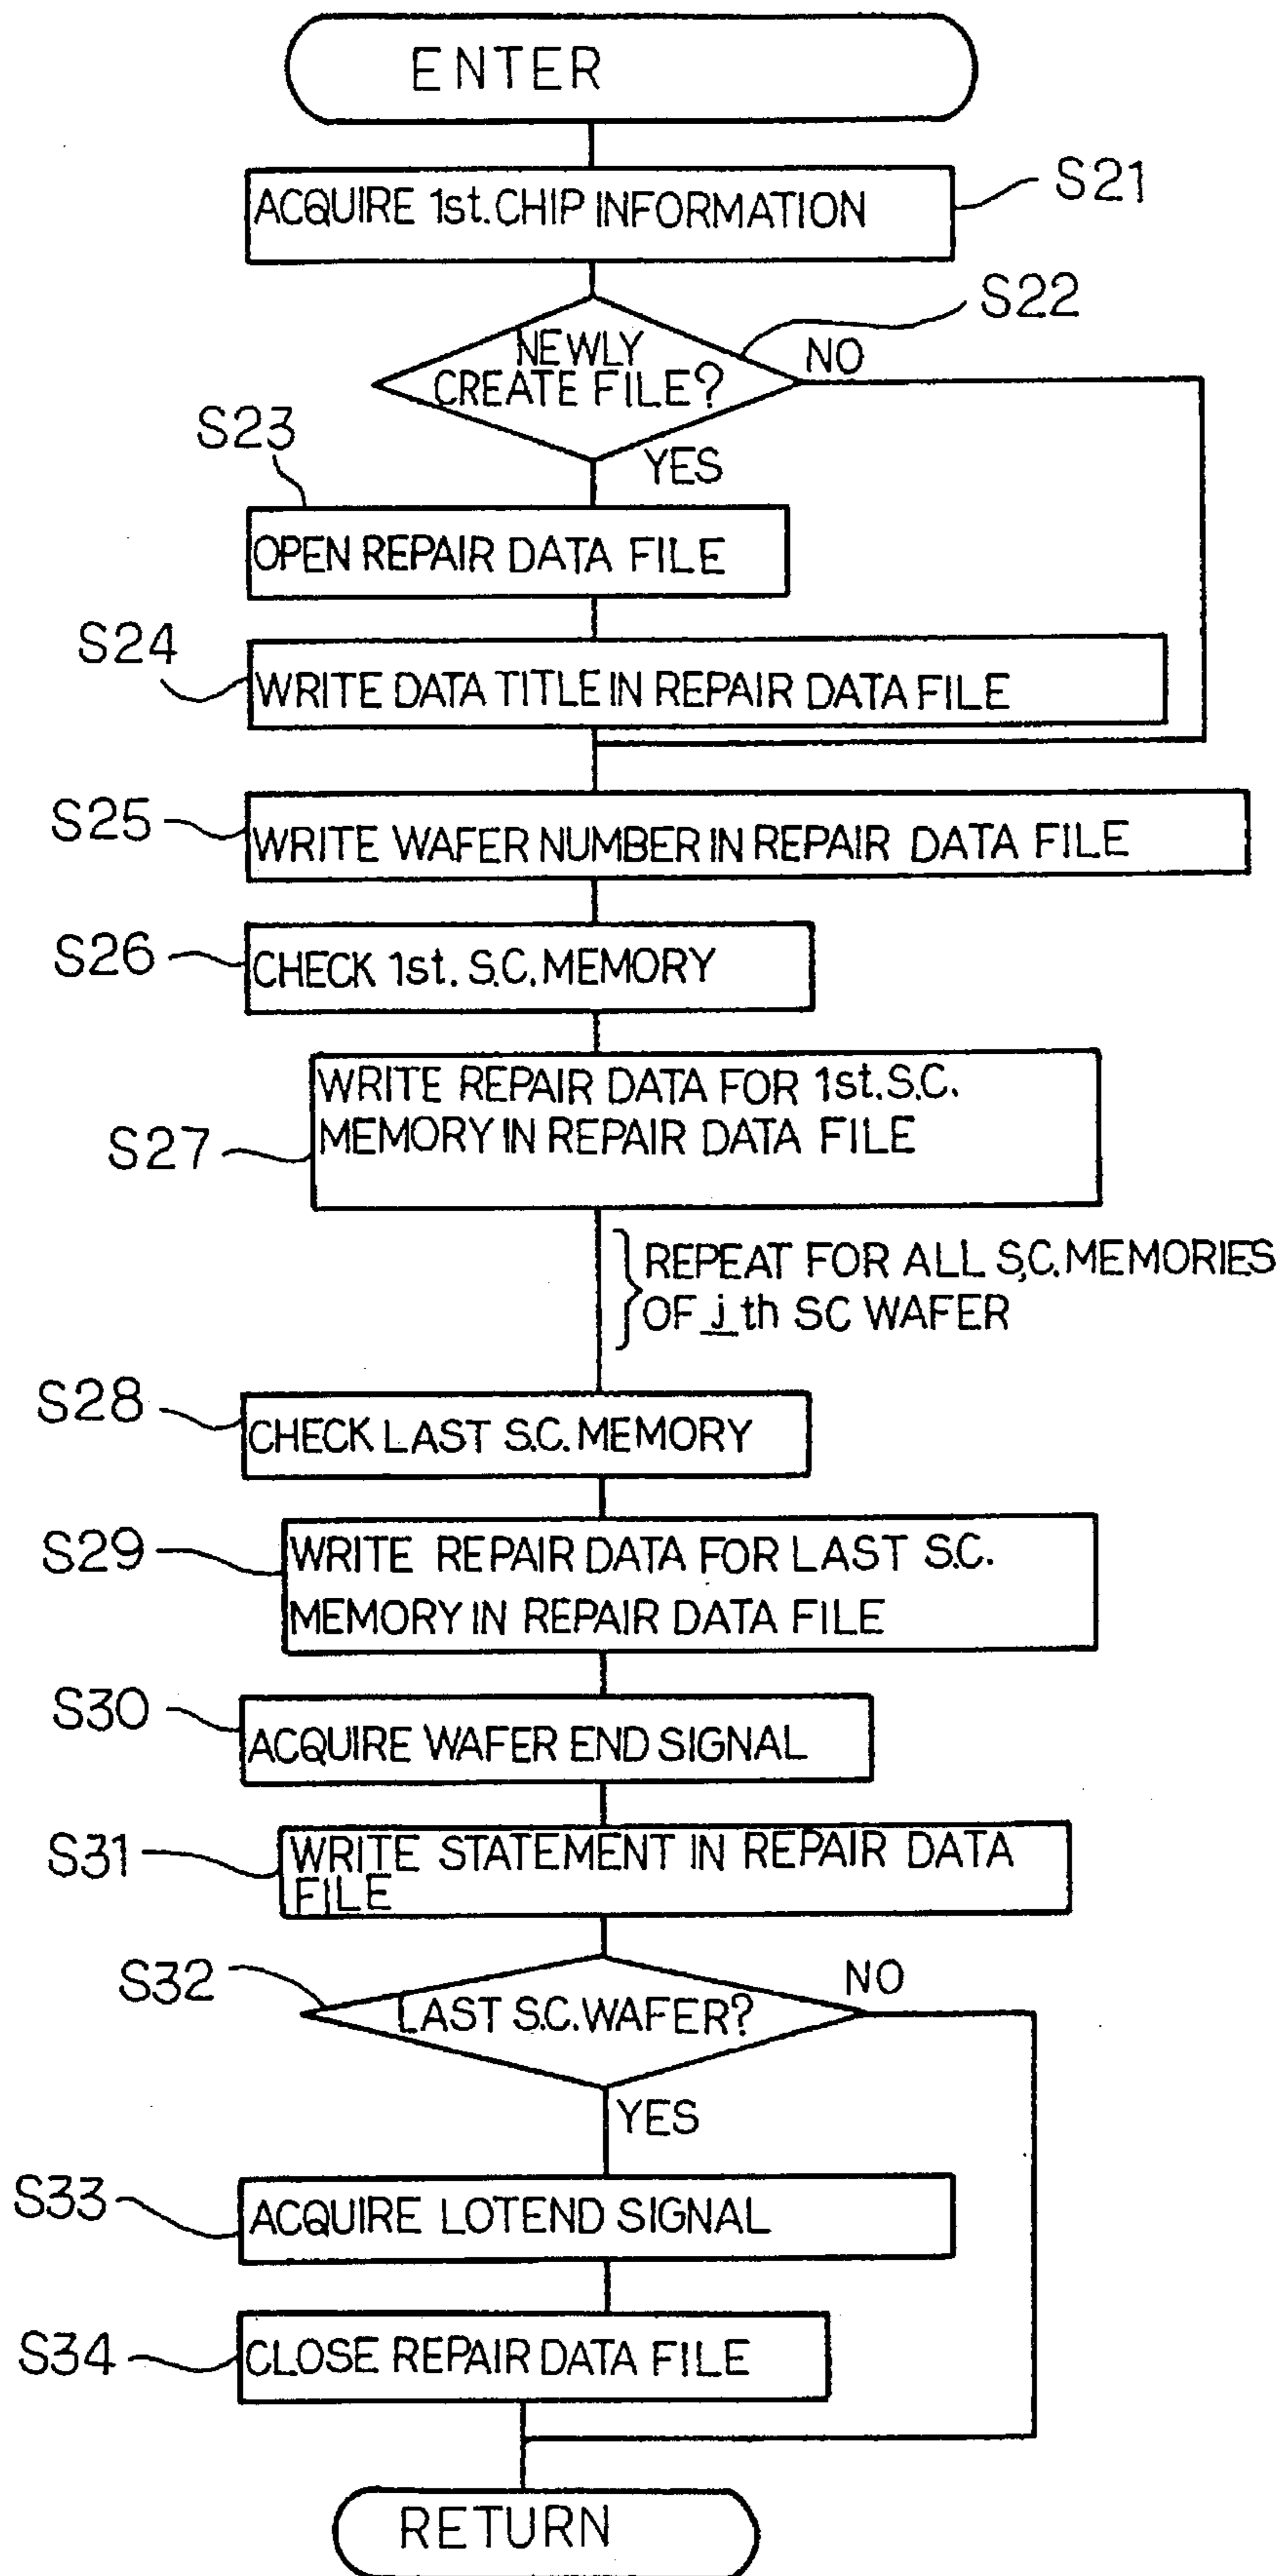 ENTER
ACQUIRE 1st. CHIP INFORMATION
S21
S22
NEWLY
CREATE FILE?
NO
YES
S23
OPEN REPAIR DATA FILE
S24
WRITE DATA TITLE IN REPAIR DATA FILE
S25
WRITE WAFER NUMBER IN REPAIR DATA FILE
S26
CHECK 1st. S.C. MEMORY
S27
WRITE REPAIR DATA FOR 1st. S.C.
MEMORY IN REPAIR DATA FILE
REPEAT FOR ALL S.C. MEMORIES
OF j th SC WAFER
S28
CHECK LAST S.C. MEMORY
S29
WRITE REPAIR DATA FOR LAST S.C.
MEMORY IN REPAIR DATA FILE
S30
ACQUIRE WAFER END SIGNAL
S31
WRITE STATEMENT IN REPAIR DATA
FILE
S32
LAST S.C. WAFER?
NO
YES
S33
ACQUIRE LOTEND SIGNAL
S34
CLOSE REPAIR DATA FILE
RETURN